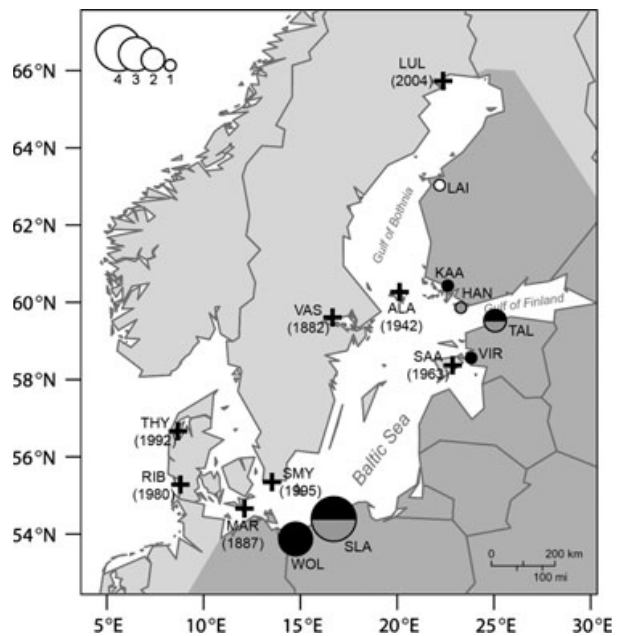 4 3 2 1
66°N
64°N
62°N
60°N
58°N
56°N
54°N
LUL
(2004)
LAI
Gulf of Bothnia
KAA
HAN
Gulf of Finland
VAS
(1882)
ALA
(1942)
TAL
SAA
(1963)
VIR
THY
(1992)
Baltic Sea
RIB
(1980)
SMY
(1995)
MAR
(1887)
WOL
SLA
0 200 km
100 mi
5°E 10°E 15°E 20°E 25°E 30°E